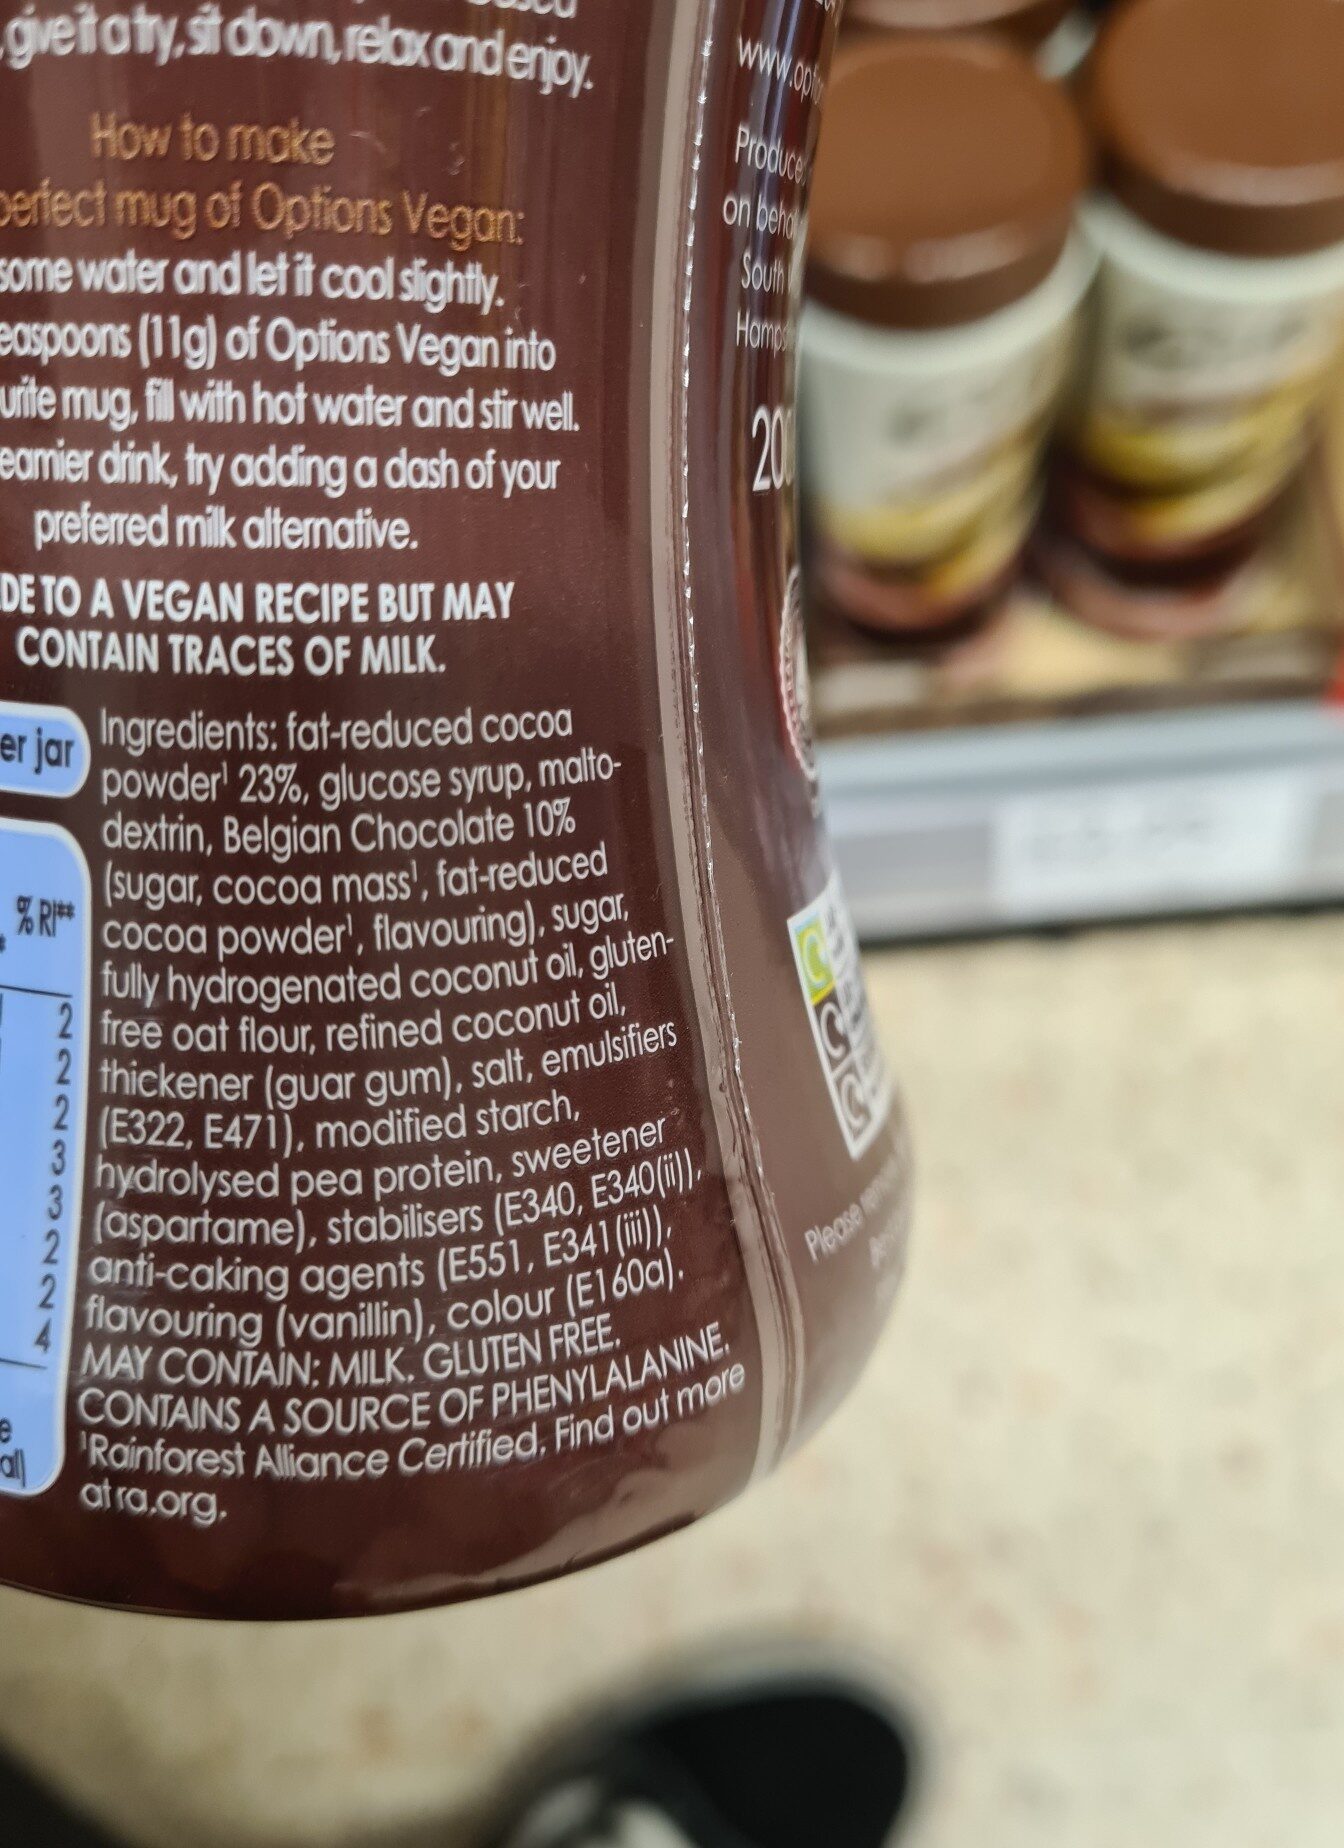 give it a try, sit down, relax and enjoy.
How to make
perfect mug of Options Vegan:
some water and let it cool slightly.
easpoons (11g) of Options Vegan into
urite mug, fill with hot water and stir well.
eamier drink, try adding a dash of your
preferred milk alternative.
DE TO A VEGAN RECIPE BUT MAY
CONTAIN TRACES OF MILK.
er jar
% RI**
2
2
2
3
3
2
2
4
Ingredients: fat-reduced cocoa
powder¹ 23%, glucose syrup, malto-
dextrin, Belgian Chocolate 10%
(sugar, cocoa mass¹, fat-reduced
cocoa powder¹, flavouring), sugar,
fully hydrogenated coconut oil, gluten-
free oat flour, refined coconut oil,
thickener (guar gum), salt, emulsifiers
(E322, E471), modified starch,
hydrolysed pea protein, sweetener
(aspartame), stabilisers (E340, E340(ii)),
anti-caking agents (E551, E341(iii)),
flavouring (vanillin), colour (E160a).
MAY CONTAIN: MILK. GLUTEN FREE.
CONTAINS A SOURCE OF PHENYLALANINE.
¹Rainforest Alliance Certified. Find out more
at ra.org.
www.op
Produce
on beha
South
Hamps
20
Please